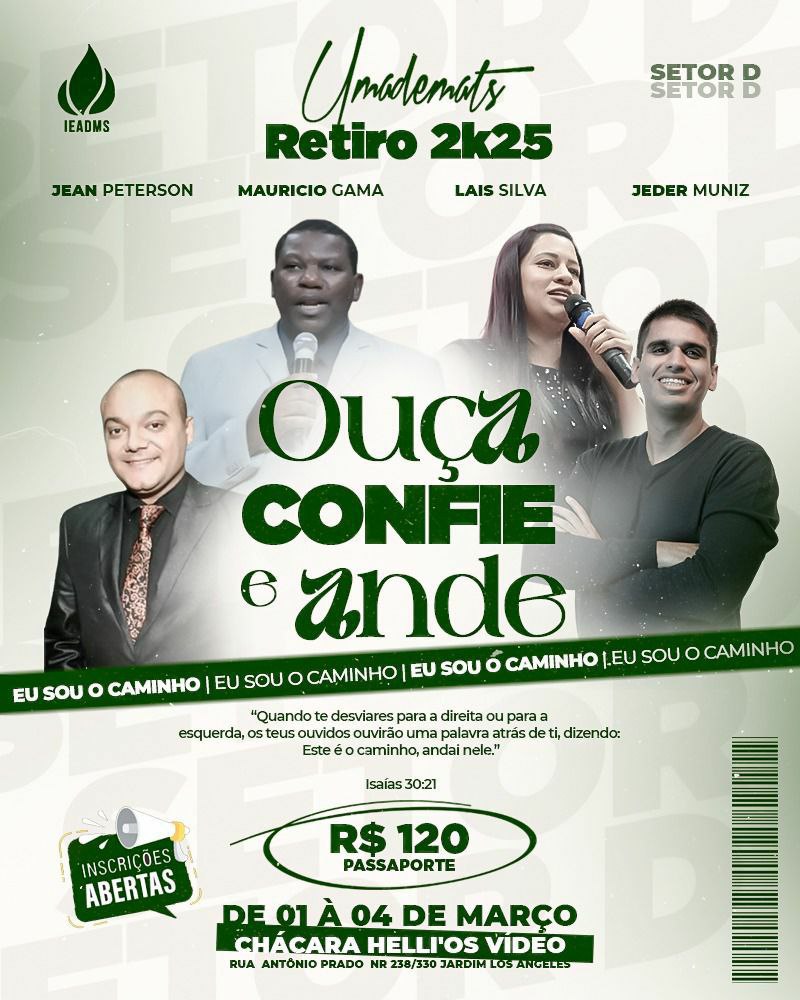 Umademats
Retiro 2k25
IEADMS
SETOR D
SETOR D
JEAN PETERSON MAURICIO GAMA LAIS SILVA JEDER MUNIZ
Ouça
CONFIE
e ande
EU SOU O CAMINHO | EU SOU O CAMINHO | EU SOU O CAMINHO | EU SOU O CAMINHO
“Quando te desviares para a direita ou para a
esquerda, os teus ouvidos ouvirão uma palavra atrás de ti, dizendo:
Este é o caminho, andai nele.”
Isaías 30:21
R$ 120
PASSAPORTE
INSCRIÇÕES
ABERTAS
DE 01 À 04 DE MARÇO
CHÁCARA HELLI'OS VÍDEO
RUA ANTÔNIO PRADO NR 238/330 JARDIM LOS ANGELES